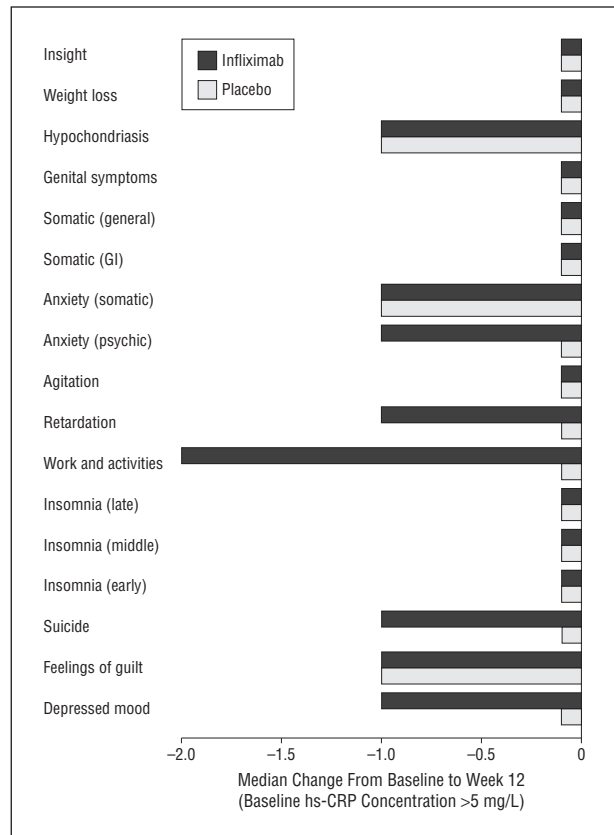 Insight
Infliximab
Placebo
Weight loss
Hypochondriasis
Genital symptoms
Somatic (general)
Somatic (GI)
Anxiety (somatic)
Anxiety (psychic)
Agitation
Retardation
Work and activities
Insomnia (late)
Insomnia (middle)
Insomnia (early)
Suicide
Feelings of guilt
Depressed mood
–2.0 –1.5 –1.0 –0.5 0
Median Change From Baseline to Week 12
(Baseline hs-CRP Concentration >5 mg/L)